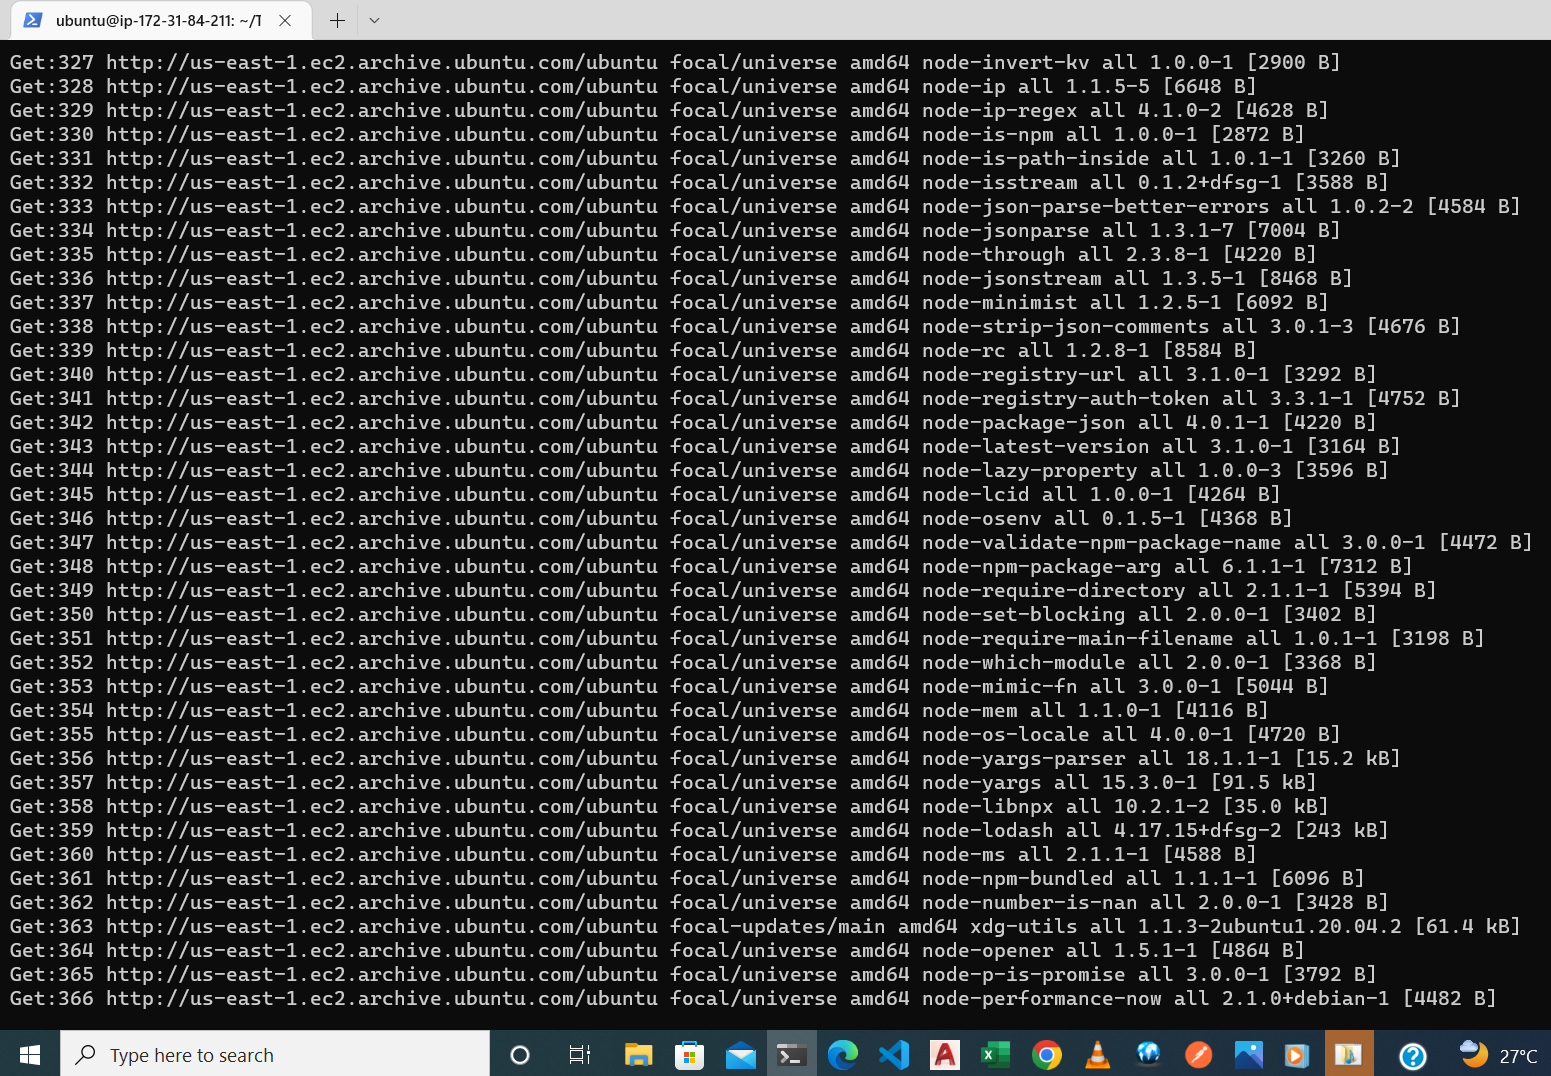 ubuntu@ip-172-31-84-211: ~/T
Get:327 http://us-east-1.ec2.archive.ubuntu.com/ubuntu focal/universe amd64 node-invert-kv all 1.0.0-1 [2900 B]
Get:328 http://us-east-1.ec2.archive.ubuntu.com/ubuntu focal/universe amd64 node-ip all 1.1.5-5 [6648 B]
Get:329 http://us-east-1.ec2.archive.ubuntu.com/ubuntu focal/universe amd64 node-ip-regex all 4.1.0-2 [4628 B]
Get:330 http://us-east-1.ec2.archive.ubuntu.com/ubuntu focal/universe amd64 node-is-npm all 1.0.0-1 [2872 B]
Get:331 http://us-east-1.ec2.archive.ubuntu.com/ubuntu focal/universe amd64 node-is-path-inside all 1.0.1-1 [3260 B]
Get:332 http://us-east-1.ec2.archive.ubuntu.com/ubuntu focal/universe amd64 node-isstream all 0.1.2+dfsg-1 [3588 B]
Get:333 http://us-east-1.ec2.archive.ubuntu.com/ubuntu focal/universe amd64 node-json-parse-better-errors all 1.0.2-2 [4584 B]
Get:334 http://us-east-1.ec2.archive.ubuntu.com/ubuntu focal/universe amd64 node-jsonparse all 1.3.1-7 [7004 B]
Get:335 http://us-east-1.ec2.archive.ubuntu.com/ubuntu focal/universe amd64 node-through all 2.3.8-1 [4220 B]
Get:336 http://us-east-1.ec2.archive.ubuntu.com/ubuntu focal/universe amd64 node-jsonstream all 1.3.5-1 [8468 B]
Get:337 http://us-east-1.ec2.archive.ubuntu.com/ubuntu focal/universe amd64 node-minimist all 1.2.5-1 [6092 B]
Get:338 http://us-east-1.ec2.archive.ubuntu.com/ubuntu focal/universe amd64 node-strip-json-comments all 3.0.1-3 [4676 B]
Get:339 http://us-east-1.ec2.archive.ubuntu.com/ubuntu focal/universe amd64 node-rc all 1.2.8-1 [8584 B]
Get:340 http://us-east-1.ec2.archive.ubuntu.com/ubuntu focal/universe amd64 node-registry-url all 3.1.0-1 [3292 B]
Get:341 http://us-east-1.ec2.archive.ubuntu.com/ubuntu focal/universe amd64 node-registry-auth-token all 3.3.1-1 [4752 B]
Get:342 http://us-east-1.ec2.archive.ubuntu.com/ubuntu focal/universe amd64 node-package-json all 4.0.1-1 [4220 B]
Get:343 http://us-east-1.ec2.archive.ubuntu.com/ubuntu focal/universe amd64 node-latest-version all 3.1.0-1 [3164 B]
Get:344 http://us-east-1.ec2.archive.ubuntu.com/ubuntu focal/universe amd64 node-lazy-property all 1.0.0-3 [3596 B]
Get:345 http://us-east-1.ec2.archive.ubuntu.com/ubuntu focal/universe amd64 node-lcid all 1.0.0-1 [4264 B]
Get:346 http://us-east-1.ec2.archive.ubuntu.com/ubuntu focal/universe amd64 node-osenv all 0.1.5-1 [4368 B]
Get:347 http://us-east-1.ec2.archive.ubuntu.com/ubuntu focal/universe amd64 node-validate-npm-package-name all 3.0.0-1 [4472 B]
Get:348 http://us-east-1.ec2.archive.ubuntu.com/ubuntu focal/universe amd64 node-npm-package-arg all 6.1.1-1 [7312 B]
Get:349 http://us-east-1.ec2.archive.ubuntu.com/ubuntu focal/universe amd64 node-require-directory all 2.1.1-1 [5394 B]
Get:350 http://us-east-1.ec2.archive.ubuntu.com/ubuntu focal/universe amd64 node-set-blocking all 2.0.0-1 [3402 B]
Get:351 http://us-east-1.ec2.archive.ubuntu.com/ubuntu focal/universe amd64 node-require-main-filename all 1.0.1-1 [3198 B]
Get:352 http://us-east-1.ec2.archive.ubuntu.com/ubuntu focal/universe amd64 node-which-module all 2.0.0-1 [3368 B]
Get:353 http://us-east-1.ec2.archive.ubuntu.com/ubuntu focal/universe amd64 node-mimic-fn all 3.0.0-1 [5044 B]
Get:354 http://us-east-1.ec2.archive.ubuntu.com/ubuntu focal/universe amd64 node-mem all 1.1.0-1 [4116 B]
Get:355 http://us-east-1.ec2.archive.ubuntu.com/ubuntu focal/universe amd64 node-os-locale all 4.0.0-1 [4720 B]
Get:356 http://us-east-1.ec2.archive.ubuntu.com/ubuntu focal/universe amd64 node-yargs-parser all 18.1.1-1 [15.2 kB]
Get:357 http://us-east-1.ec2.archive.ubuntu.com/ubuntu focal/universe amd64 node-yargs all 15.3.0-1 [91.5 kB]
Get:358 http://us-east-1.ec2.archive.ubuntu.com/ubuntu focal/universe amd64 node-libnpx all 10.2.1-2 [35.0 kB]
Get:359 http://us-east-1.ec2.archive.ubuntu.com/ubuntu focal/universe amd64 node-lodash all 4.17.15+dfsg-2 [243 kB]
Get:360 http://us-east-1.ec2.archive.ubuntu.com/ubuntu focal/universe amd64 node-ms all 2.1.1-1 [4588 B]
Get:361 http://us-east-1.ec2.archive.ubuntu.com/ubuntu focal/universe amd64 node-npm-bundled all 1.1.1-1 [6096 B]
Get:362 http://us-east-1.ec2.archive.ubuntu.com/ubuntu focal/universe amd64 node-number-is-nan all 2.0.0-1 [3428 B]
Get:363 http://us-east-1.ec2.archive.ubuntu.com/ubuntu focal-updates/main amd64 xdg-utils all 1.1.3-2ubuntu1.20.04.2 [61.4 kB]
Get:364 http://us-east-1.ec2.archive.ubuntu.com/ubuntu focal/universe amd64 node-opener all 1.5.1-1 [4864 B]
Get:365 http://us-east-1.ec2.archive.ubuntu.com/ubuntu focal/universe amd64 node-p-is-promise all 3.0.0-1 [3792 B]
Get:366 http://us-east-1.ec2.archive.ubuntu.com/ubuntu focal/universe amd64 node-performance-now all 2.1.0+debian-1 [4482 B]
Type here to search
27°C